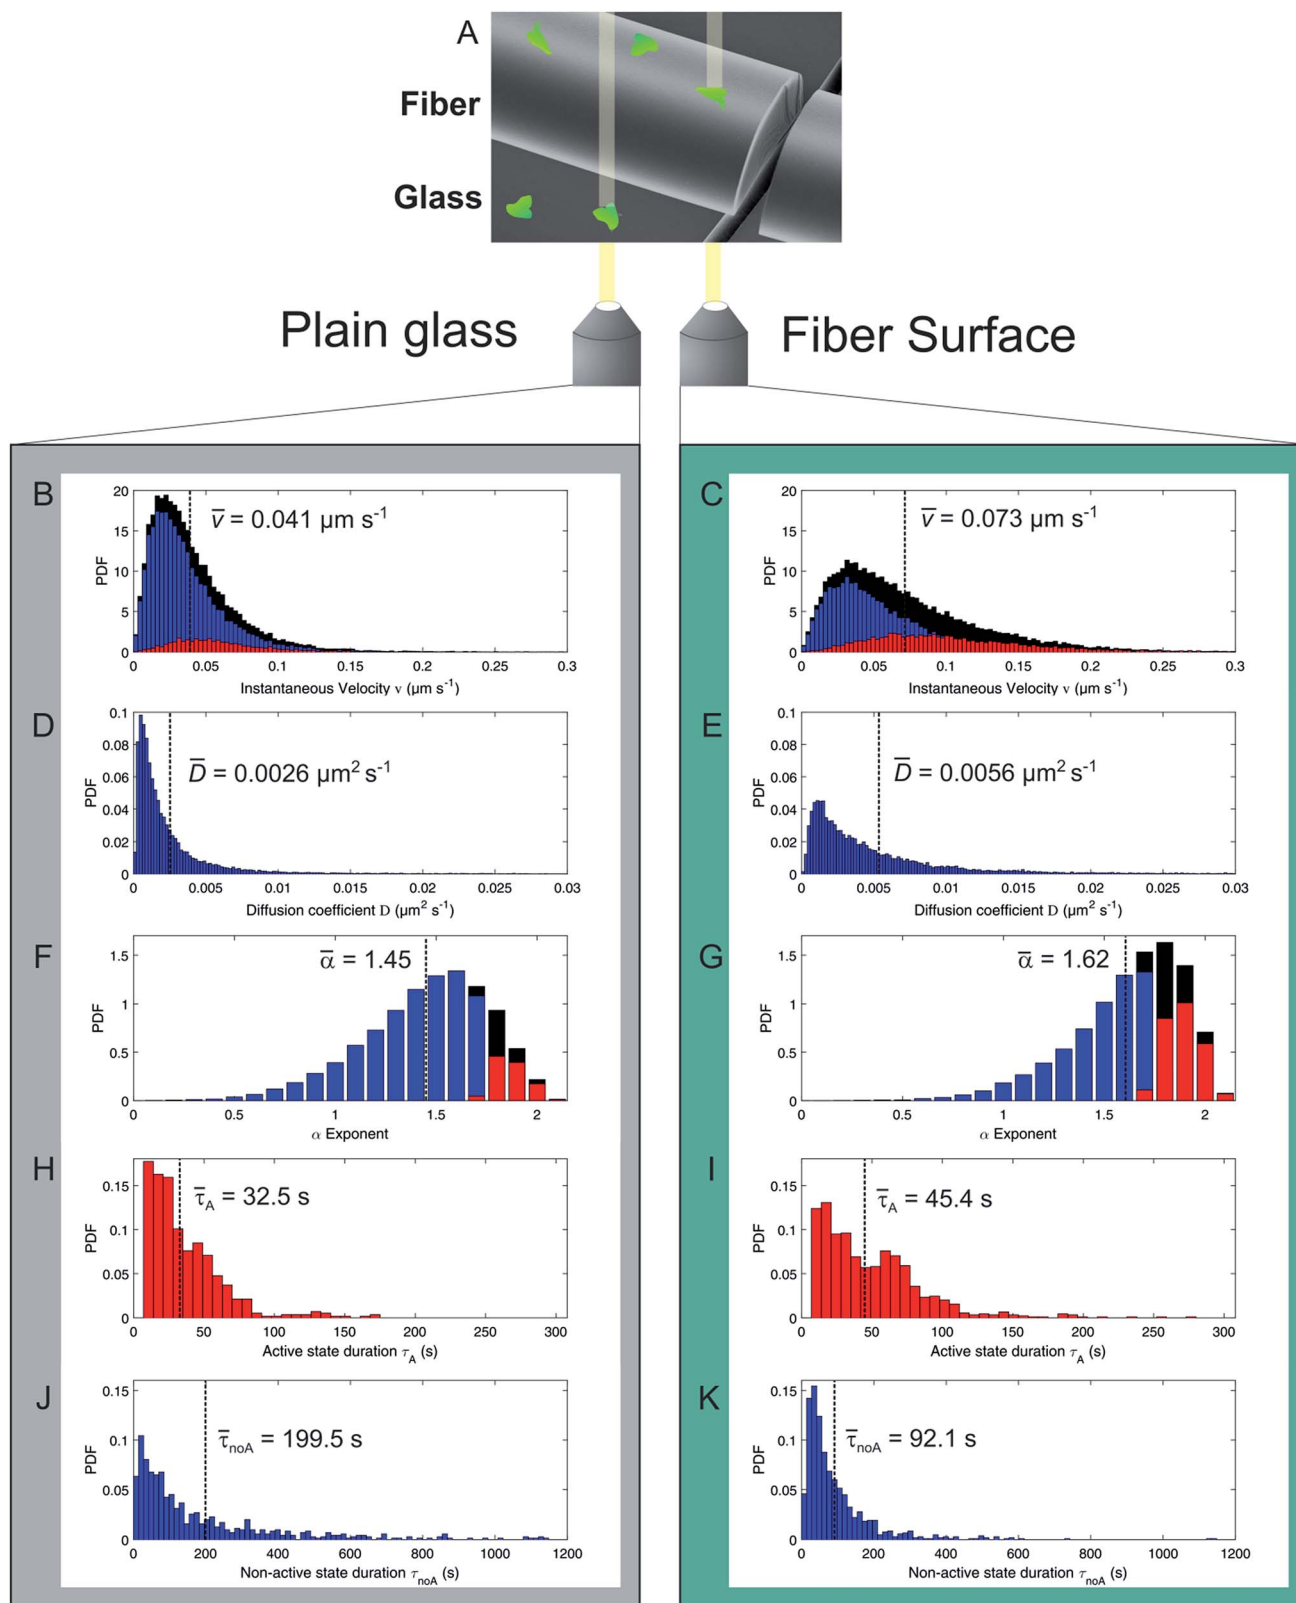 A
Fiber
Glass
Plain glass
Fiber Surface
B
20
15
10
5
0
PDF
v̅ = 0.041 µm s⁻¹
0 0.05 0.1 0.15 0.2 0.25 0.3
Instantaneous Velocity v (µm s⁻¹)
C
20
15
10
5
0
PDF
v̅ = 0.073 µm s⁻¹
0 0.05 0.1 0.15 0.2 0.25 0.3
Instantaneous Velocity v (µm s⁻¹)
D
0.1
0.08
0.06
0.04
0.02
0
PDF
D̅ = 0.0026 µm² s⁻¹
0 0.005 0.01 0.015 0.02 0.025 0.03
Diffusion coefficient D (µm² s⁻¹)
E
0.1
0.08
0.06
0.04
0.02
0
PDF
D̅ = 0.0056 µm² s⁻¹
0 0.005 0.01 0.015 0.02 0.025 0.03
Diffusion coefficient D (µm² s⁻¹)
F
1.5
1
0.5
0
PDF
α̅ = 1.45
0 0.5 1 1.5 2
α Exponent
G
1.5
1
0.5
0
PDF
α̅ = 1.62
0 0.5 1 1.5 2
α Exponent
H
0.15
0.1
0.05
0
PDF
τ̅A = 32.5 s
0 50 100 150 200 250 300
Active state duration τA (s)
I
0.15
0.1
0.05
0
PDF
τ̅A = 45.4 s
0 50 100 150 200 250 300
Active state duration τA (s)
J
0.15
0.1
0.05
0
PDF
τ̅noA = 199.5 s
0 200 400 600 800 1000 1200
Non-active state duration τnoA (s)
K
0.15
0.1
0.05
0
PDF
τ̅noA = 92.1 s
0 200 400 600 800 1000 1200
Non-active state duration τnoA (s)